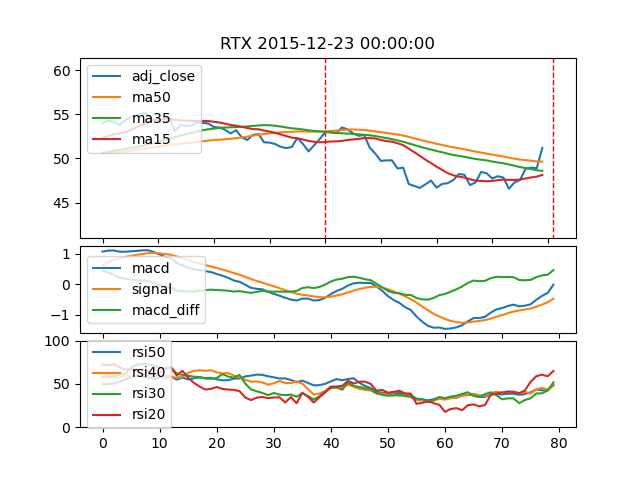 RTX 2015-12-23 00:00:00
60
55
50
45
adj_close
ma50
ma35
ma15
1
0
−1
macd
signal
macd_diff
100
50
0
rsi50
rsi40
rsi30
rsi20
0 10 20 30 40 50 60 70 80